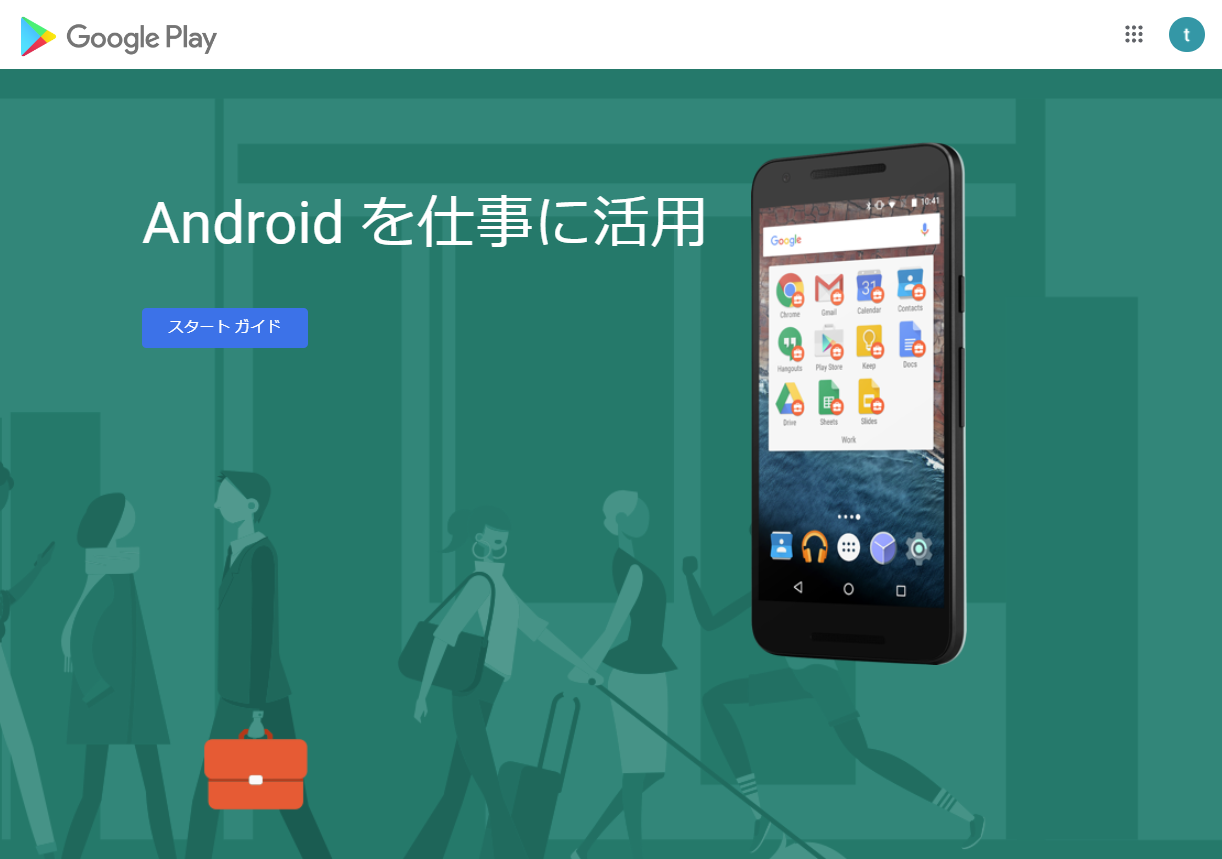 Google Play
t
Android を仕事に活用
スタート ガイド
10:41
Google
Chrome
Gmail
31
Calendar
Contacts
Hangouts
Play Store
Keep
Docs
Drive
Sheets
Slides
Work